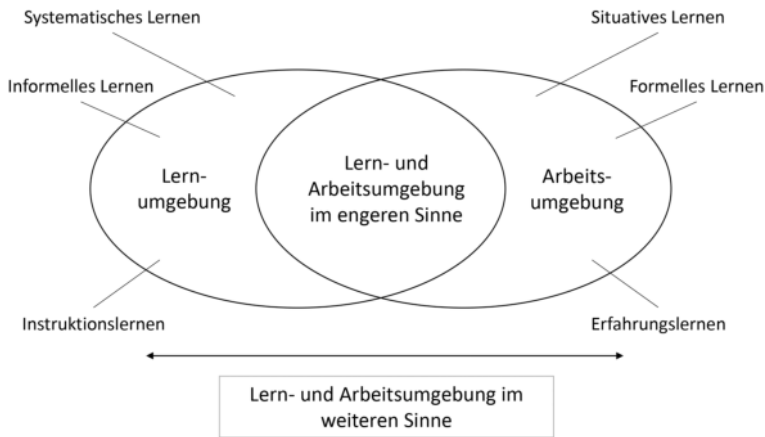 Systematisches Lernen
Situatives Lernen
Informelles Lernen
Formelles Lernen
Lern-
umgebung
Lern- und
Arbeitsumgebung
im engeren Sinne
Arbeits-
umgebung
Instruktionslernen
Erfahrungslernen
Lern- und Arbeitsumgebung im
weiteren Sinne